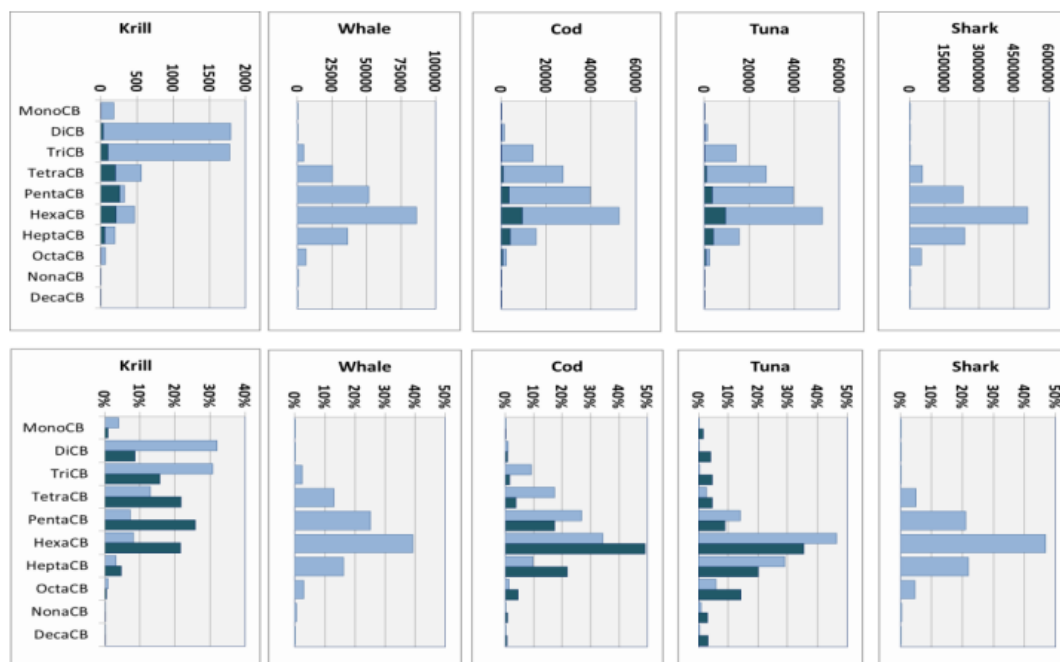 Krill
Whale
Cod
Tuna
Shark
0 500 1000 1500 2000
0 25000 50000 75000 100000
0 20000 40000 60000
0 20000 40000 60000
0 1500000 3000000 4500000 6000000
MonoCB
DiCB
TriCB
TetraCB
PentaCB
HexaCB
HeptaCB
OctaCB
NonaCB
DecaCB
Krill
Whale
Cod
Tuna
Shark
0% 10% 20% 30% 40%
0% 10% 20% 30% 40% 50%
0% 10% 20% 30% 40% 50%
0% 10% 20% 30% 40% 50%
0% 10% 20% 30% 40% 50%
MonoCB
DiCB
TriCB
TetraCB
PentaCB
HexaCB
HeptaCB
OctaCB
NonaCB
DecaCB